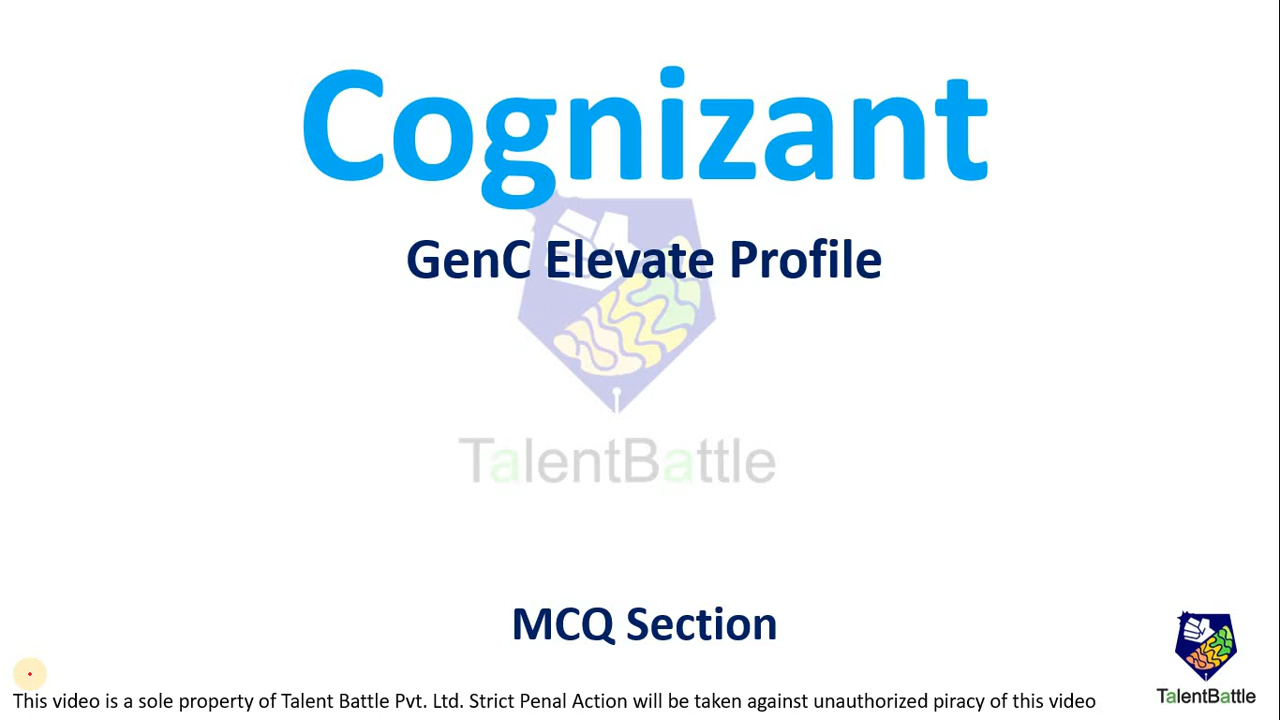 Cognizant
GenC Elevate Profile
TalentBattle
MCQ Section
TalentBattle
This video is a sole property of Talent Battle Pvt. Ltd. Strict Penal Action will be taken against unauthorized piracy of this video